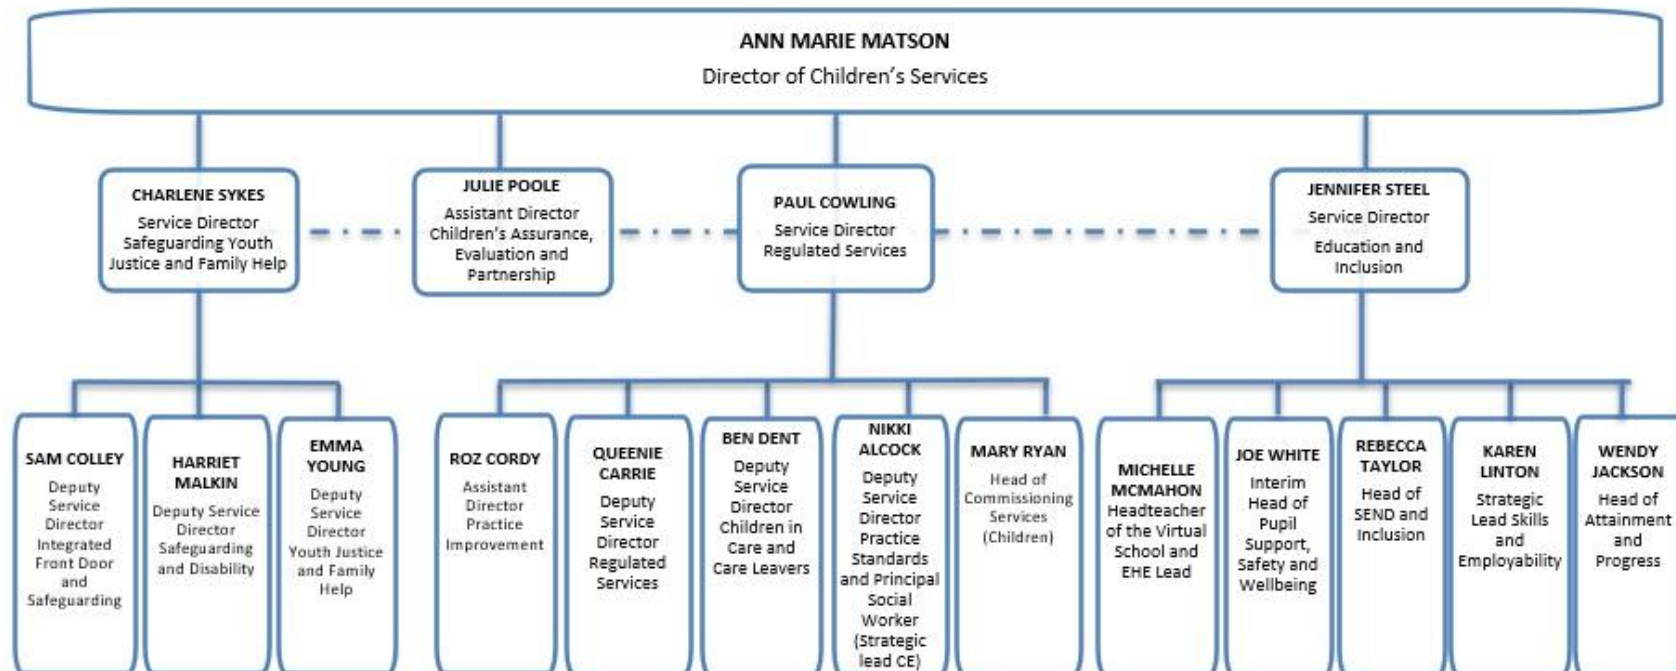 ANN MARIE MATSON
Director of Children's Services
CHARLENE SYKES
Service Director
Safeguarding Youth
Justice and Family Help
JULIE POOLE
Assistant Director
Children's Assurance,
Evaluation and
Partnership
PAUL COWLING
Service Director
Regulated Services
JENNIFER STEEL
Service Director
Education and
Inclusion
SAM COLLEY
Deputy
Service
Director
Integrated
Front Door
and
Safeguarding
HARRIET
MALKIN
Deputy Service
Director
Safeguarding
and Disability
EMMA
YOUNG
Deputy
Service
Director
Youth Justice
and Family
Help
ROZ CORDY
Assistant
Director
Practice
Improvement
QUEENIE
CARRIE
Deputy
Service
Director
Regulated
Services
BEN DENT
Deputy
Service
Director
Children in
Care and
Care Leavers
NIKKI
ALCOCK
Deputy
Service
Director
Practice
Standards
and Principal
Social
Worker
(Strategic
lead CE)
MARY RYAN
Head of
Commissioning
Services
(Children)
MICHELLE
MCMAHON
Headteacher
of the Virtual
School and
EHE Lead
JOE WHITE
Interim
Head of
Pupil
Support,
Safety and
Wellbeing
REBECCA
TAYLOR
Head of
SEND and
Inclusion
KAREN
LINTON
Strategic
Lead Skills
and
Employability
WENDY
JACKSON
Head of
Attainment
and
Progress